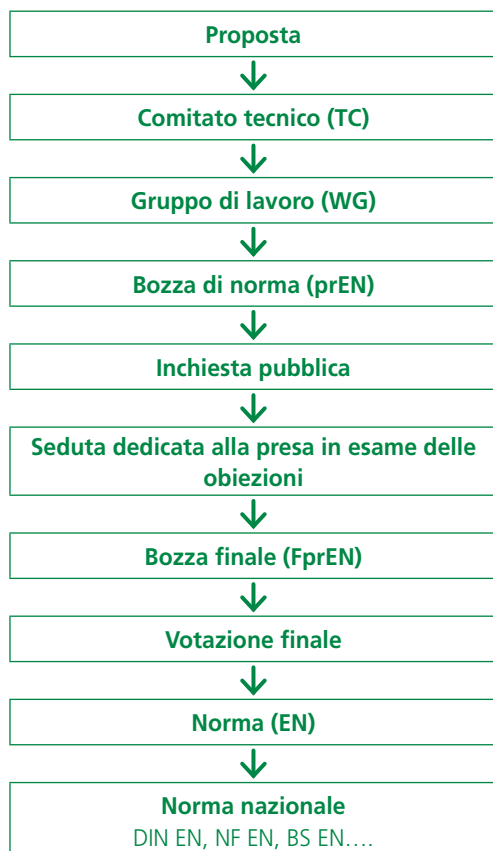 Proposta
Comitato tecnico (TC)
Gruppo di lavoro (WG)
Bozza di norma (prEN)
Inchiesta pubblica
Seduta dedicata alla presa in esame delle
obiezioni
Bozza finale (FprEN)
Votazione finale
Norma (EN)
Norma nazionale
DIN EN, NF EN, BS EN....